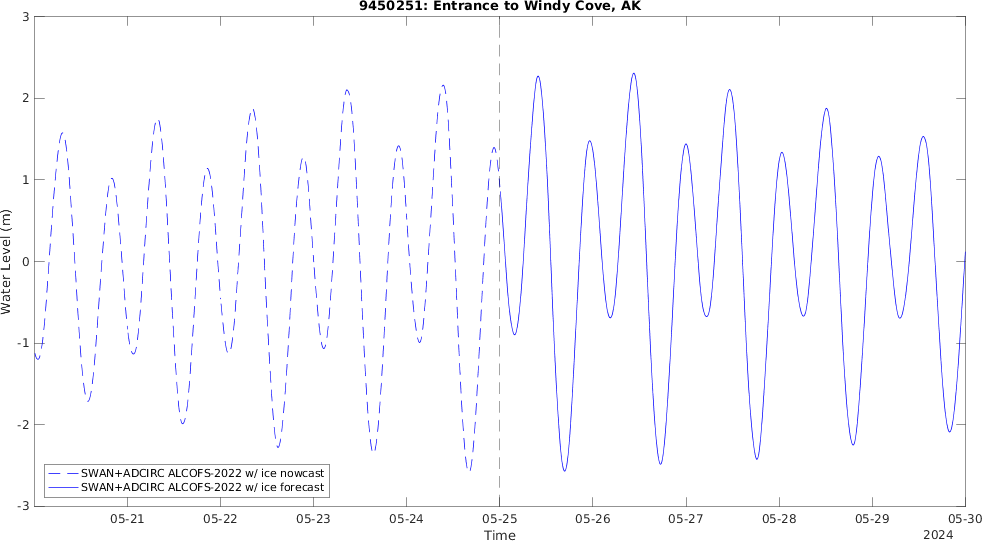 9450251: Entrance to Windy Cove, AK
3
2
1
0
-1
-2
-3
Water Level (m)
SWAN+ADCIRC ALCOFS-2022 w/ ice nowcast
SWAN+ADCIRC ALCOFS-2022 w/ ice forecast
05-21 05-22 05-23 05-24 05-25 05-26 05-27 05-28 05-29 05-30
Time
2024